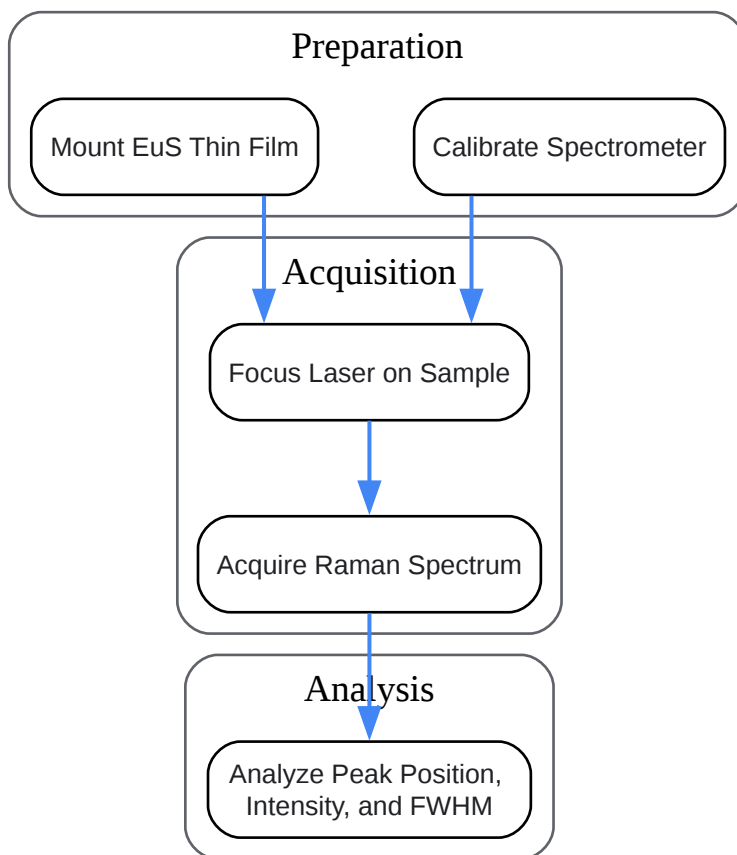 Preparation
Mount EuS Thin Film
Calibrate Spectrometer
Acquisition
Focus Laser on Sample
Acquire Raman Spectrum
Analysis
Analyze Peak Position,
Intensity, and FWHM